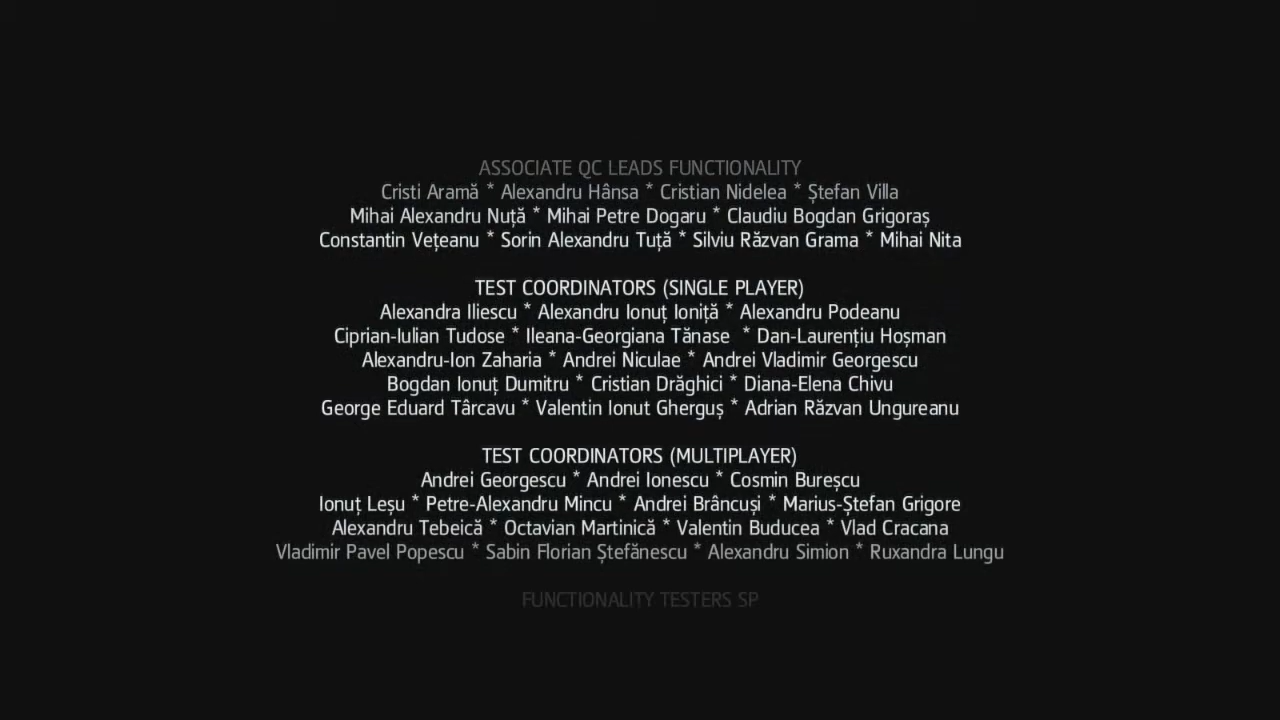 ASSOCIATE QC LEADS FUNCTIONALITY
Cristi Aramă * Alexandru Hânsa * Cristian Nidelea * Ștefan Villa
Mihai Alexandru Nuță * Mihai Petre Dogaru * Claudiu Bogdan Grigoraș
Constantin Vețeanu * Sorin Alexandru Tuță * Silviu Răzvan Grama * Mihai Nita
TEST COORDINATORS (SINGLE PLAYER)
Alexandra Iliescu * Alexandru Ionuț Ioniță * Alexandru Podeanu
Ciprian-Iulian Tudose * Ileana-Georgiana Tănase * Dan-Laurențiu Hoșman
Alexandru-Ion Zaharia * Andrei Niculae * Andrei Vladimir Georgescu
Bogdan Ionuț Dumitru * Cristian Drăghici * Diana-Elena Chivu
George Eduard Târcavu * Valentin Ionut Gherguș * Adrian Răzvan Ungureanu
TEST COORDINATORS (MULTIPLAYER)
Andrei Georgescu * Andrei Ionescu * Cosmin Bureșcu
Ionuț Leșu * Petre-Alexandru Mincu * Andrei Brâncuși * Marius-Ștefan Grigore
Alexandru Tebeică * Octavian Martinică * Valentin Buducea * Vlad Cracana
Vladimir Pavel Popescu * Sabin Florian Ștefănescu * Alexandru Simion * Ruxandra Lungu
FUNCTIONALITY TESTERS SP